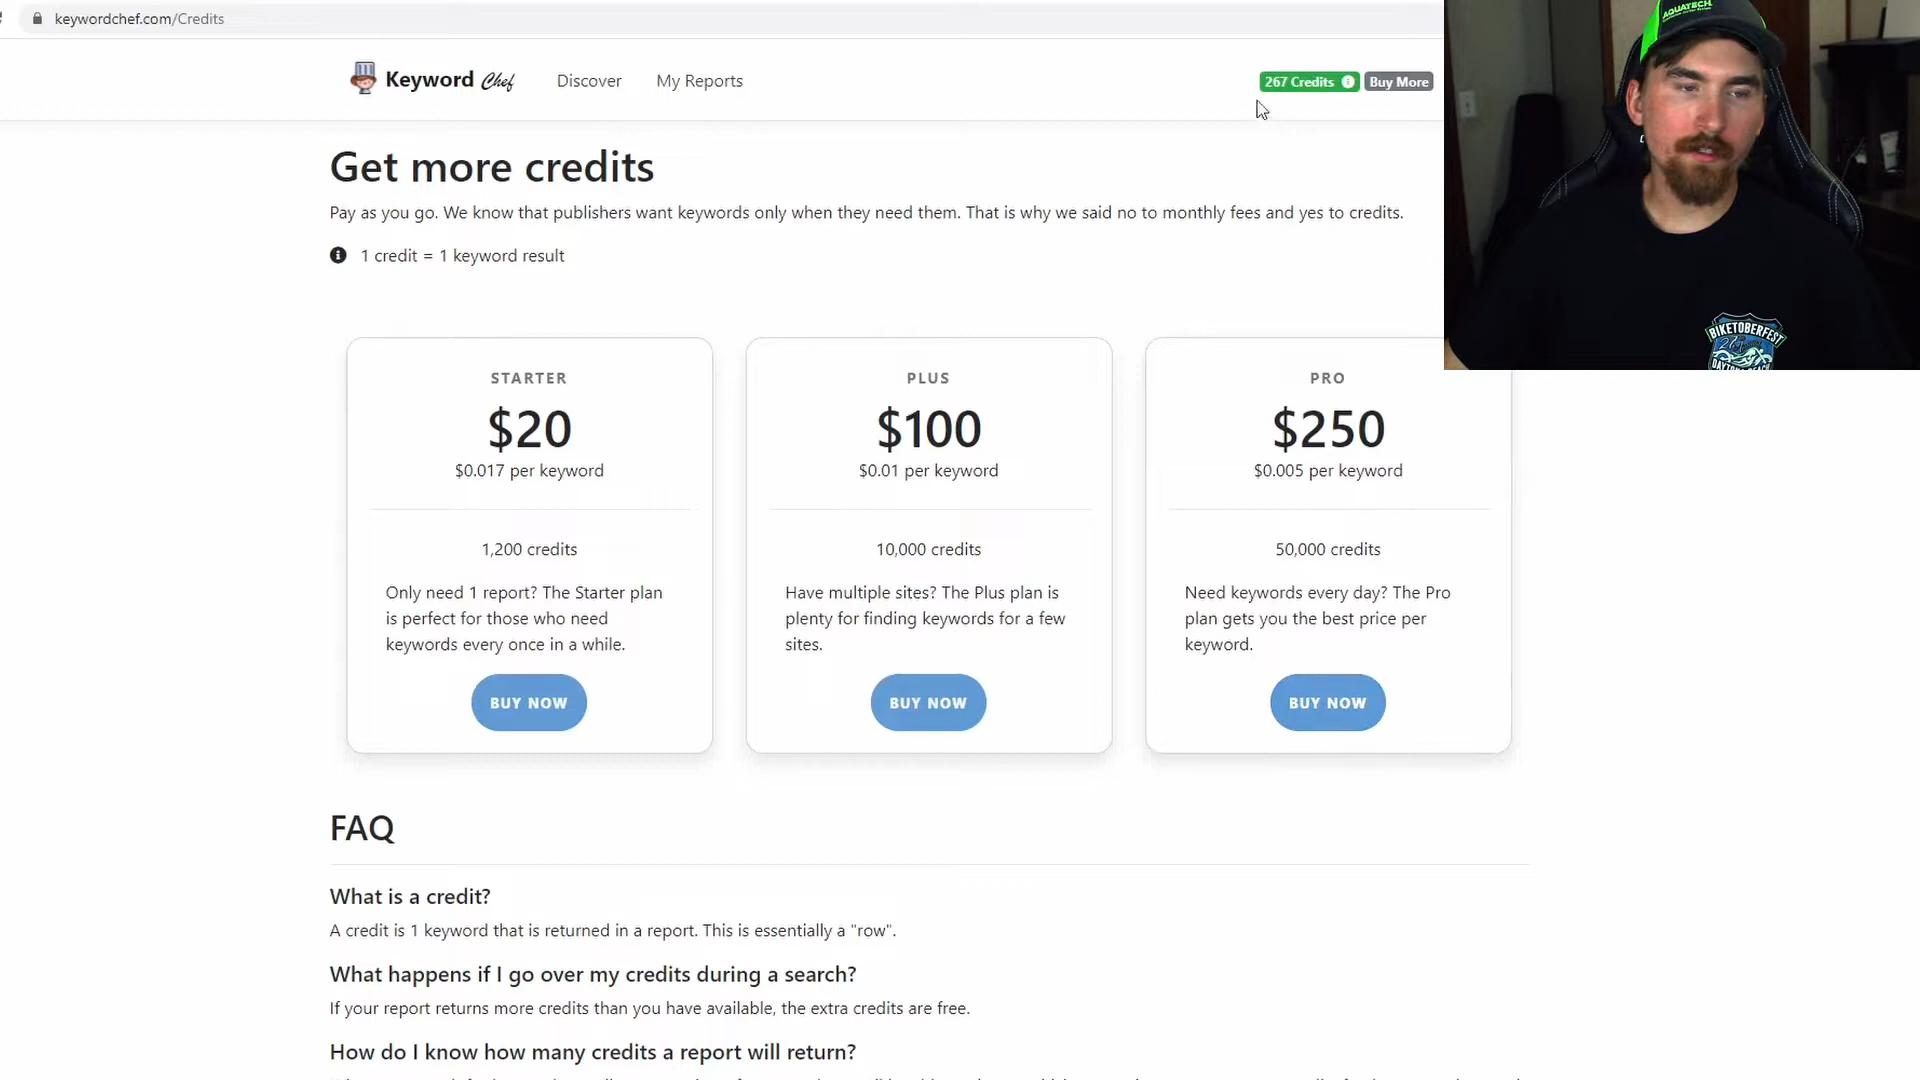 keywordchef.com/Credits
Keyword Chef
Discover
My Reports
267 Credits
Buy More
Get more credits
Pay as you go. We know that publishers want keywords only when they need them. That is why we said no to monthly fees and yes to credits.
1 credit = 1 keyword result
STARTER
$20
$0.017 per keyword
1,200 credits
Only need 1 report? The Starter plan
is perfect for those who need
keywords every once in a while.
BUY NOW
PLUS
$100
$0.01 per keyword
10,000 credits
Have multiple sites? The Plus plan is
plenty for finding keywords for a few
sites.
BUY NOW
PRO
$250
$0.005 per keyword
50,000 credits
Need keywords every day? The Pro
plan gets you the best price per
keyword.
BUY NOW
FAQ
What is a credit?
A credit is 1 keyword that is returned in a report. This is essentially a "row".
What happens if I go over my credits during a search?
If your report returns more credits than you have available, the extra credits are free.
How do I know how many credits a report will return?
AQUATECH
BIKETOBERFEST